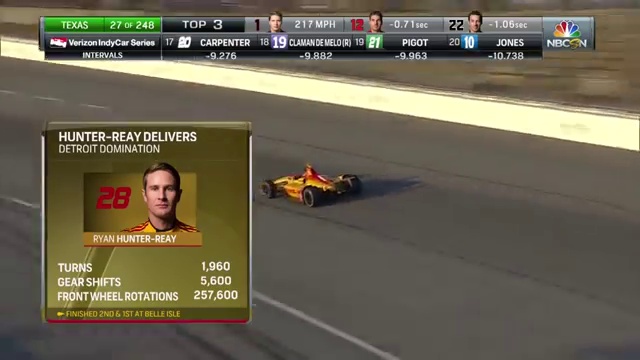 TEXAS 27 OF 248 TOP 3 1 217 MPH 12 -0.71SEC 22 -1.06SEC
Verizon IndyCar Series 17 20 CARPENTER 18 19 CLAMAN DE MELO (R) 19 21 PIGOT 20 10 JONES NBCSN
INTERVALS -9.276 -9.882 -9.963 -10.738
HUNTER-REAY DELIVERS
DETROIT DOMINATION
28
RYAN HUNTER-REAY
TURNS 1,960
GEAR SHIFTS 5,600
FRONT WHEEL ROTATIONS 257,600
FINISHED 2ND & 1ST AT BELLE ISLE